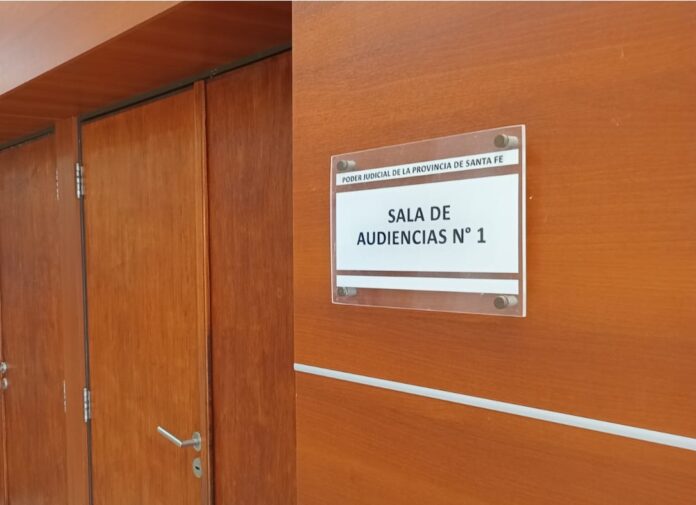 PODER JUDICIAL DE LA PROVINCIA DE SANTA FE
SALA DE
AUDIENCIAS N° 1